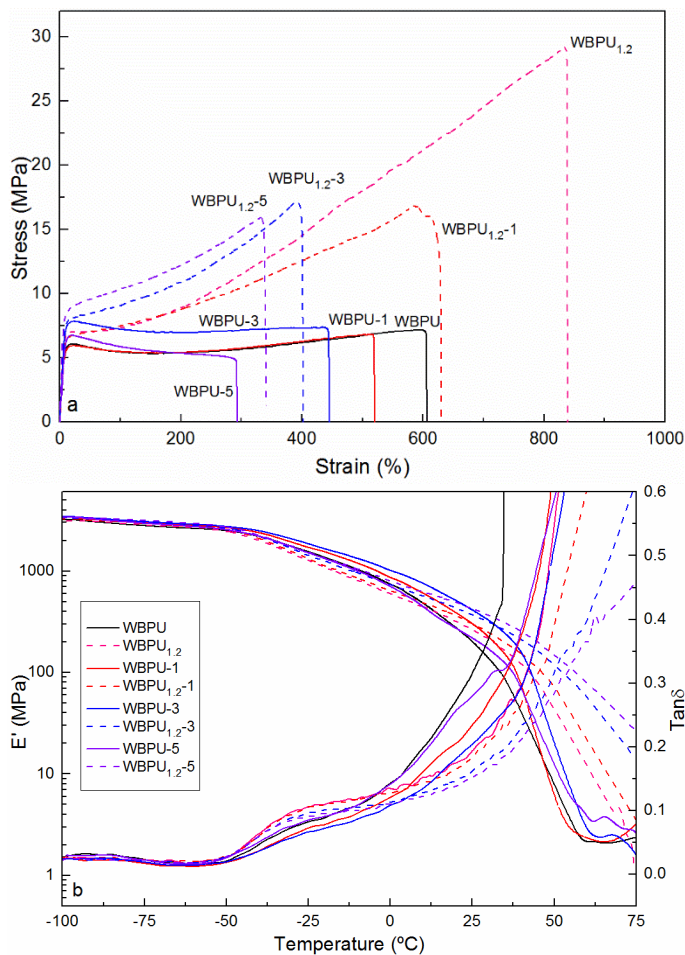 30
25
20
15
10
5
0
Stress (MPa)
WBPU1.2
WBPU1.2-5
WBPU1.2-3
WBPU1.2-1
WBPU-3
WBPU-1
WBPU
WBPU-5
a
0
200
400
600
800
1000
Strain (%)
1000
100
10
1
E' (MPa)
WBPU
WBPU1.2
WBPU-1
WBPU1.2-1
WBPU-3
WBPU1.2-3
WBPU-5
WBPU1.2-5
0.6
0.5
0.4
0.3
0.2
0.1
0.0
Tanδ
b
-100
-75
-50
-25
0
25
50
75
Temperature (ºC)